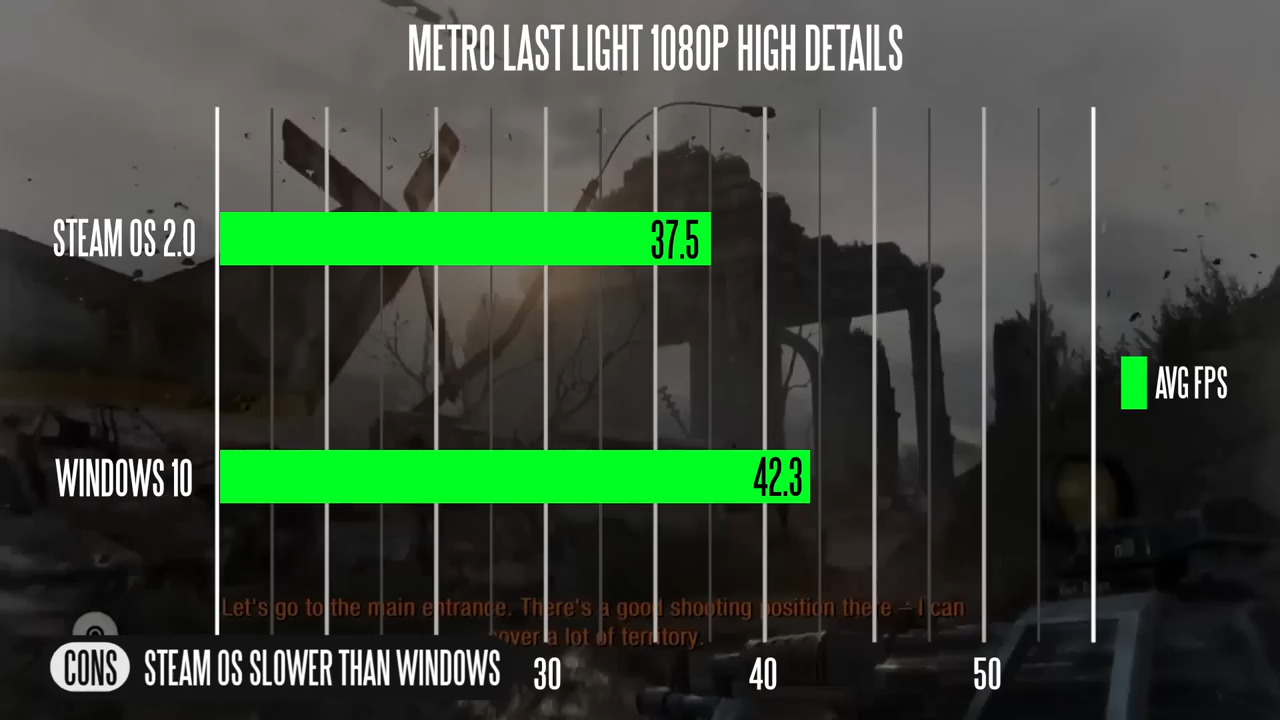 METRO LAST LIGHT 1080P HIGH DETAILS
STEAM OS 2.0
37.5
WINDOWS 10
42.3
AVG FPS
Let's go to the main entrance. There's a good shooting position there – I can
cover a lot of territory.
30 40 50
CONS STEAM OS SLOWER THAN WINDOWS